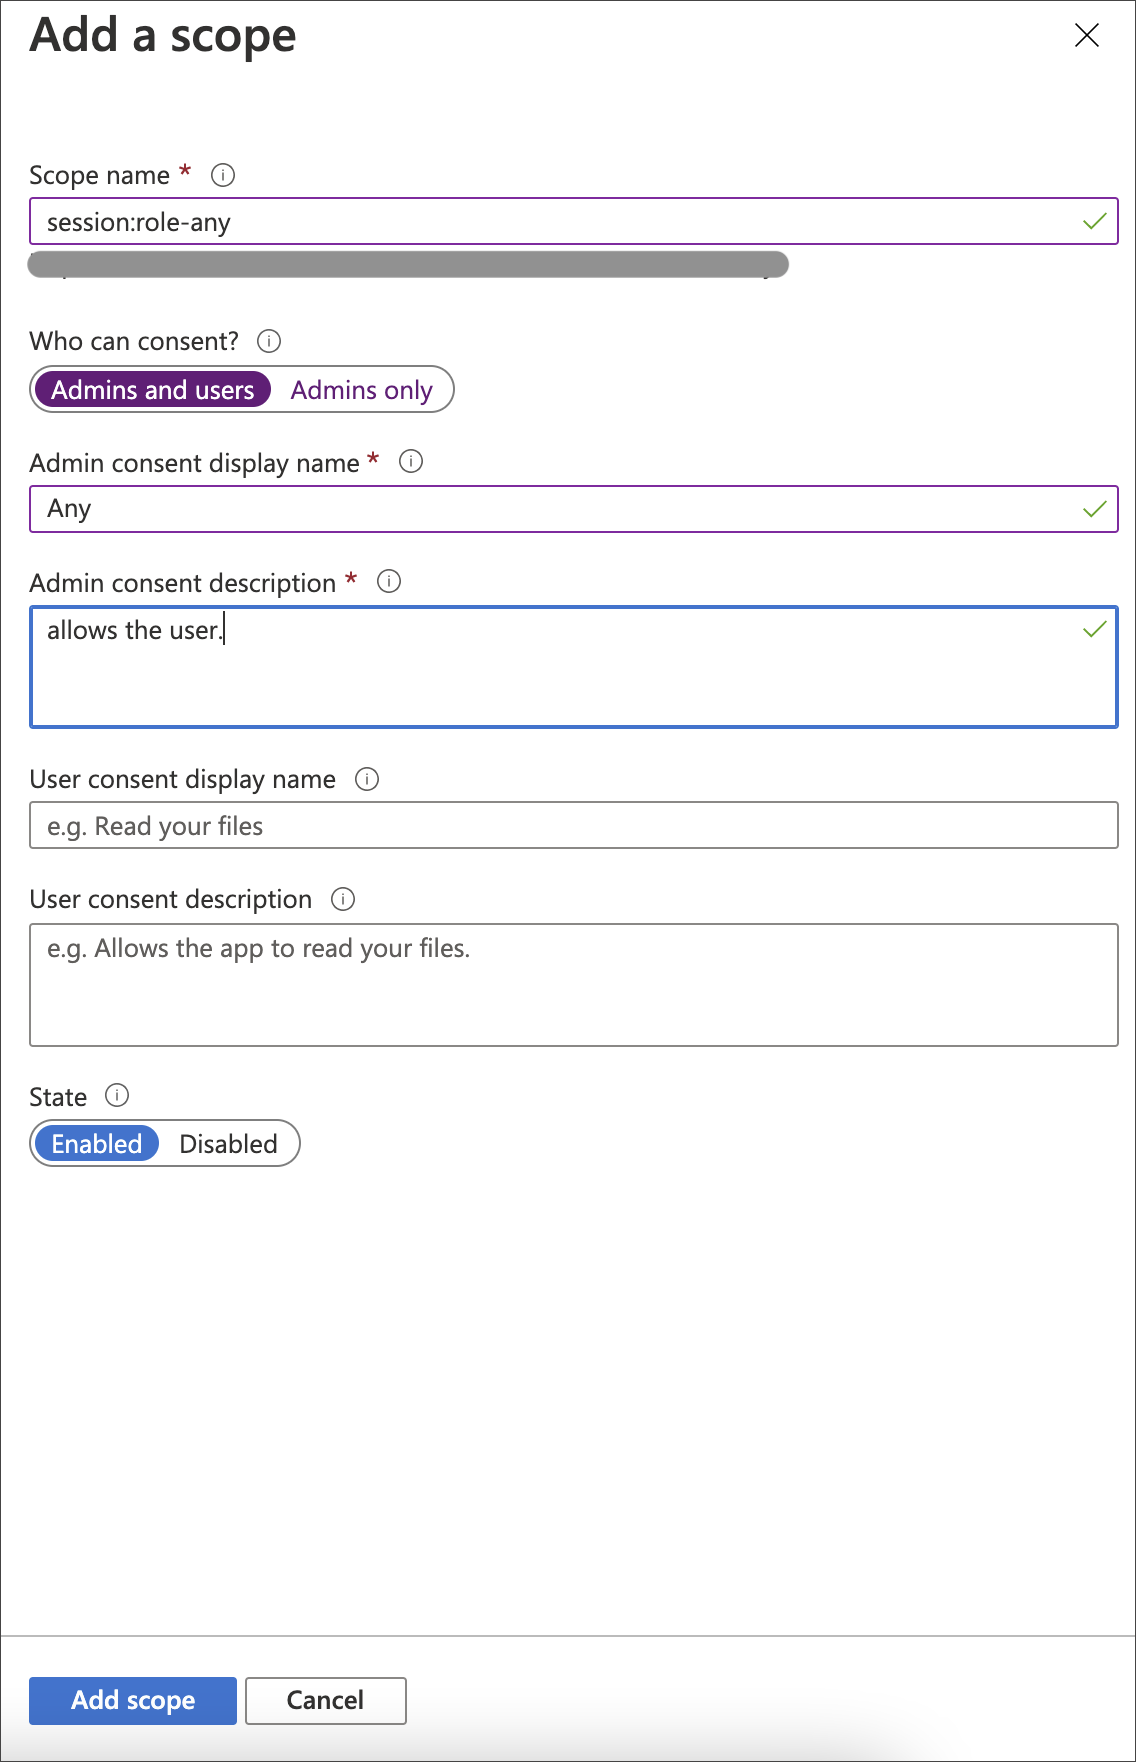 Add a scope
Scope name *
session:role-any
Who can consent?
Admins and users Admins only
Admin consent display name *
Any
Admin consent description *
allows the user.
User consent display name
e.g. Read your files
User consent description
e.g. Allows the app to read your files.
State
Enabled Disabled
Add scope Cancel